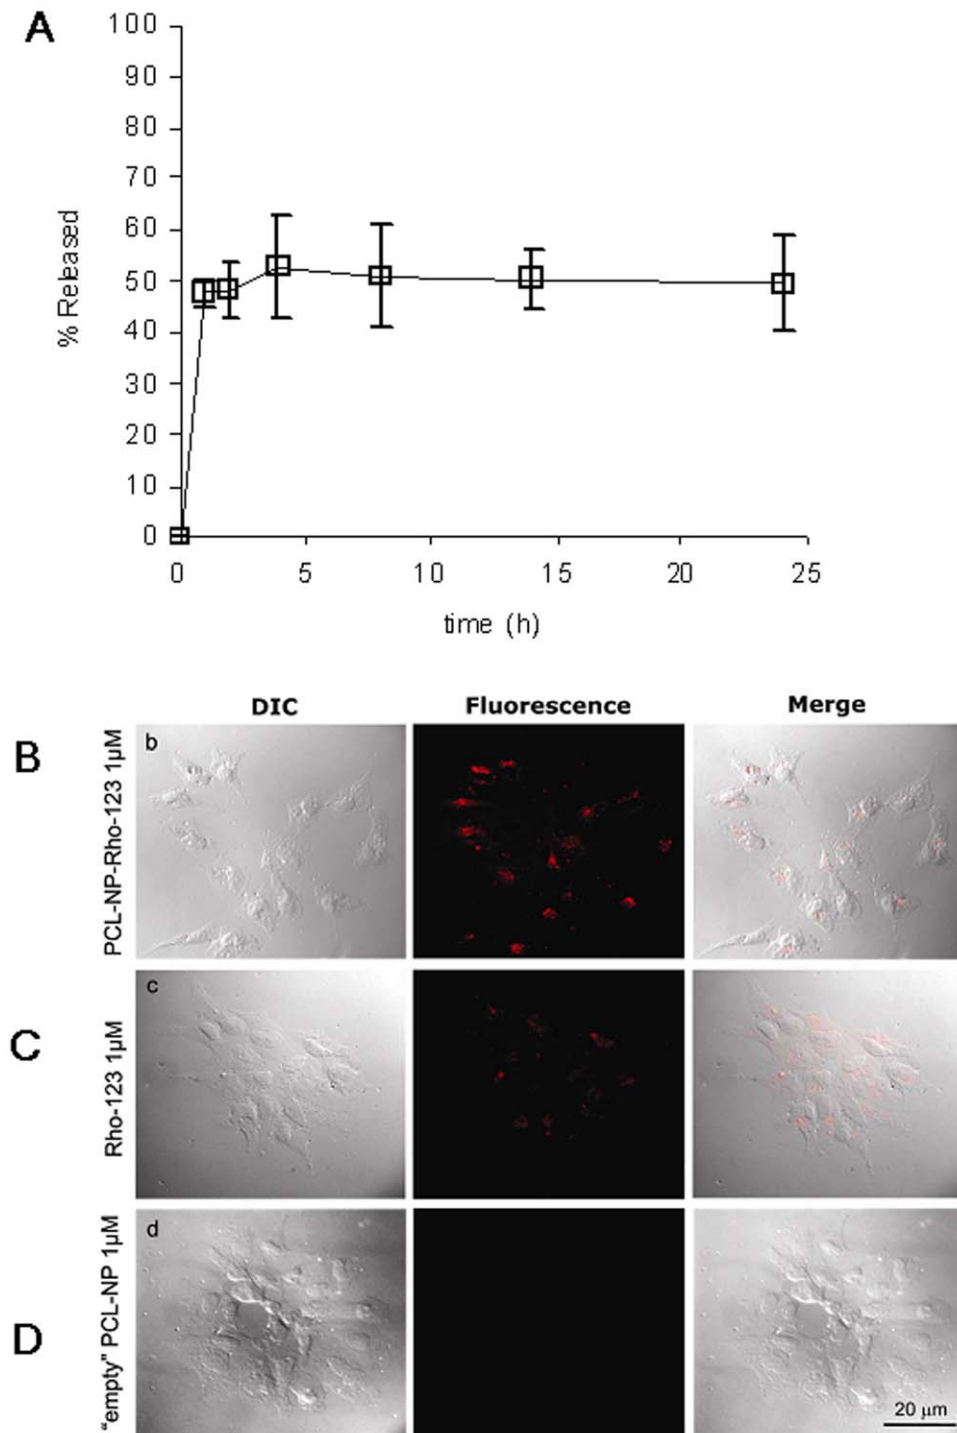 A
100
90
80
70
60
50
40
30
20
10
0
% Released
0 5 10 15 20 25
time (h)
DIC Fluorescence Merge
B
PCL-NP-Rho-123 1µM
b
C
Rho-123 1µM
c
D
“empty” PCL-NP 1µM
d
20 µm